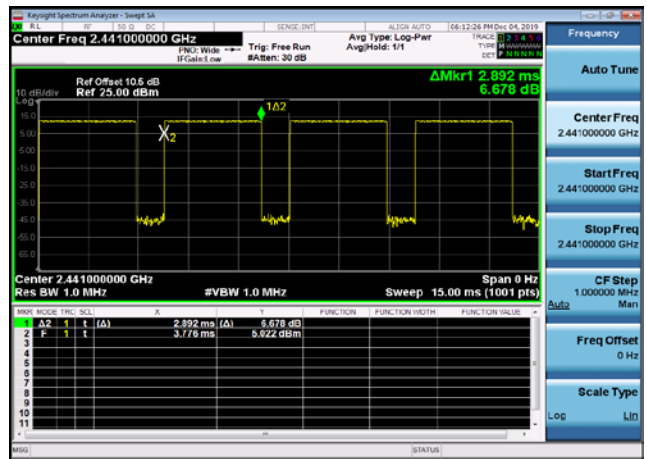 Keysight Spectrum Analyzer - Swept SA
RL RF 50 Ω DC SENSE:INT ALIGN AUTO 06:12:26 PM Dec 04, 2019
Center Freq 2.441000000 GHz
PNO: Wide
IFGain:Low
Trig: Free Run
#Atten: 30 dB
Avg Type: Log-Pwr
Avg|Hold: 1/1
TRACE 1 2 3 4 5 6
TYPE M WWWWW
DET P N N N N N
Ref Offset 10.5 dB
Ref 25.00 dBm
10 dB/div
Log
ΔMkr1 2.892 ms
6.678 dB
15.0
5.00
-5.00
-15.0
-25.0
-35.0
-45.0
-55.0
-65.0
1Δ2
X2
Center 2.441000000 GHz
Span 0 Hz
Res BW 1.0 MHz
#VBW 1.0 MHz
Sweep 15.00 ms (1001 pts)
MKR MODE TRC SCL X Y FUNCTION FUNCTION WIDTH FUNCTION VALUE
1 Δ2 1 t (Δ) 2.892 ms (Δ) 6.678 dB
2 F 1 t 3.776 ms 5.022 dBm
3
4
5
6
7
8
9
10
11
MSG
STATUS
Frequency
Auto Tune
Center Freq
2.441000000 GHz
Start Freq
2.441000000 GHz
Stop Freq
2.441000000 GHz
CF Step
1.000000 MHz
Auto Man
Freq Offset
0 Hz
Scale Type
Log Lin